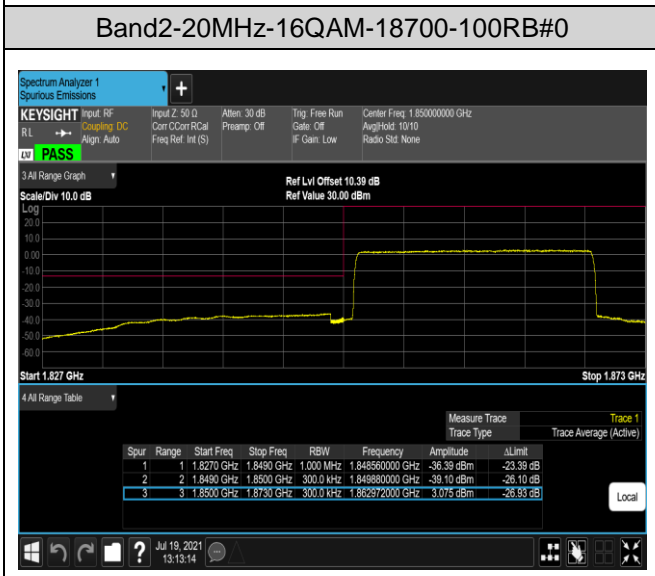 Band2-20MHz-16QAM-18700-100RB#0
Spectrum Analyzer 1
Spurious Emissions
+
KEYSIGHT Input: RF Input Z: 50 Ω Atten: 30 dB Trig: Free Run Center Freq: 1.850000000 GHz
RL Coupling: DC Corr CCorr RCal Preamp: Off Gate: Off Avg|Hold: 10/10
Align: Auto Freq Ref: Int (S) IF Gain: Low Radio Std: None
LXI PASS
3 All Range Graph Ref Lvl Offset 10.39 dB
Scale/Div 10.0 dB Ref Value 30.00 dBm
Log
20.0
10.0
0.00
-10.0
-20.0
-30.0
-40.0
-50.0
-60.0
Start 1.827 GHz Stop 1.873 GHz
4 All Range Table
Measure Trace Trace 1
Trace Type Trace Average (Active)
Spur Range Start Freq Stop Freq RBW Frequency Amplitude ΔLimit
1 1 1.8270 GHz 1.8490 GHz 1.000 MHz 1.848560000 GHz -36.39 dBm -23.39 dB
2 2 1.8490 GHz 1.8500 GHz 300.0 kHz 1.849880000 GHz -39.10 dBm -26.10 dB
3 3 1.8500 GHz 1.8730 GHz 300.0 kHz 1.862972000 GHz 3.075 dBm -26.93 dB
Local
? Jul 19, 2021
13:13:14